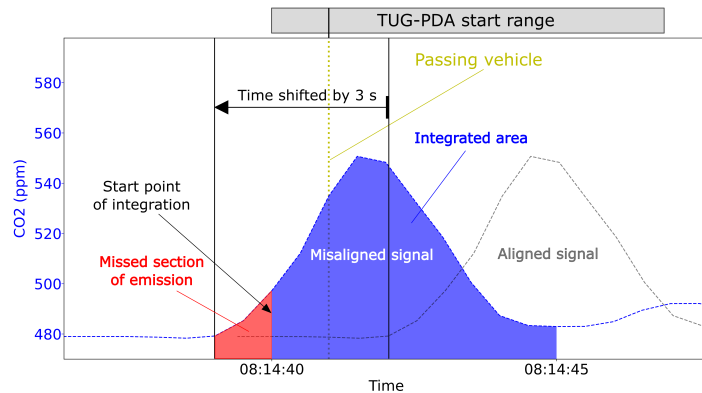 TUG-PDA start range
Passing vehicle
Time shifted by 3 s
Integrated area
Start point
of integration
Missed section
of emission
Misaligned signal
Aligned signal
CO2 (ppm)
580
560
540
520
500
480
08:14:40
08:14:45
Time